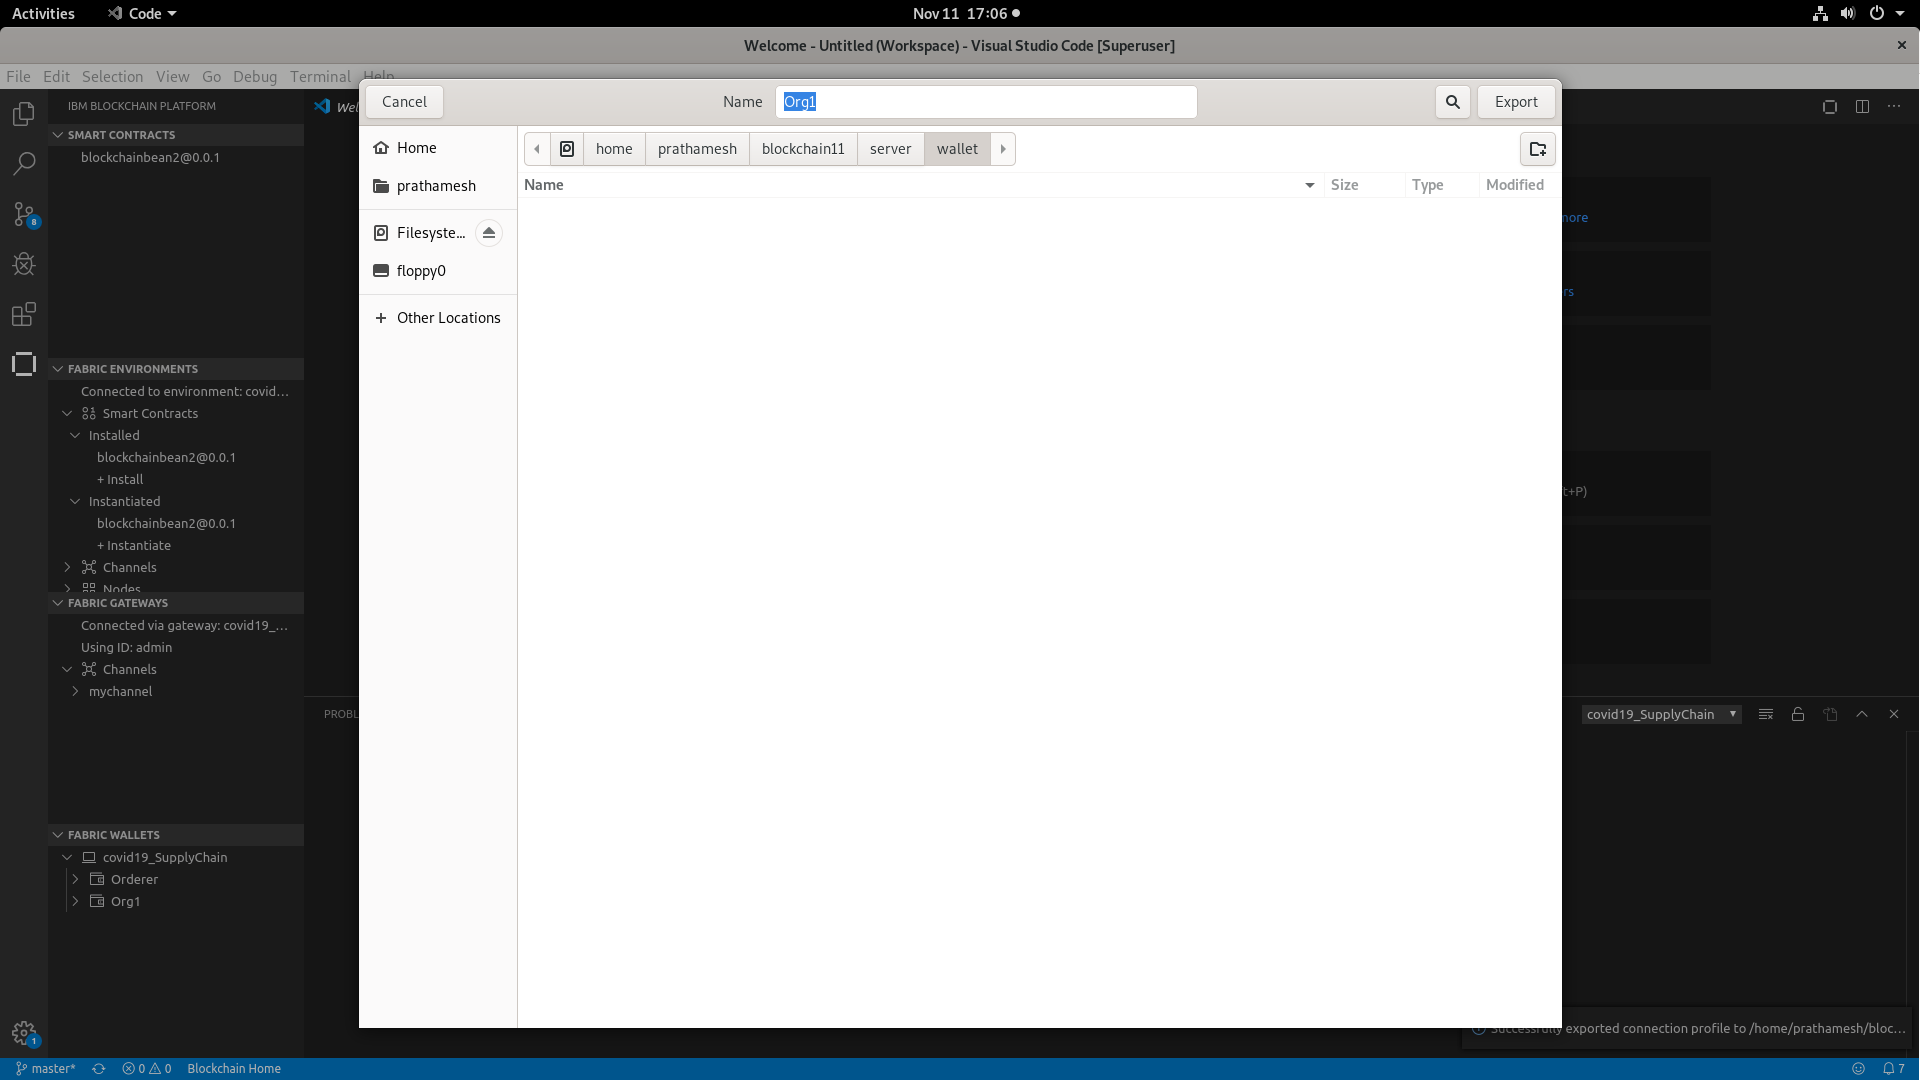 Activities
Code
Nov 11 17:06
Welcome - Untitled (Workspace) - Visual Studio Code [Superuser]
File Edit Selection View Go Debug Terminal Help
IBM BLOCKCHAIN PLATFORM
SMART CONTRACTS
blockchainbean2@0.0.1
8
FABRIC ENVIRONMENTS
Connected to environment: covid...
Smart Contracts
Installed
blockchainbean2@0.0.1
+ Install
Instantiated
blockchainbean2@0.0.1
+ Instantiate
Channels
Nodes
FABRIC GATEWAYS
Connected via gateway: covid19_...
Using ID: admin
Channels
mychannel
FABRIC WALLETS
covid19_SupplyChain
Orderer
Org1
1
Wel
Cancel
Name
Org1
Export
Home
prathamesh
Filesyste...
floppy0
+ Other Locations
home
prathamesh
blockchain11
server
wallet
Name
Size
Type
Modified
more
rs
t+P)
PROBL
covid19_SupplyChain
Successfully exported connection profile to /home/prathamesh/bloc...
master*
0
0
Blockchain Home
7